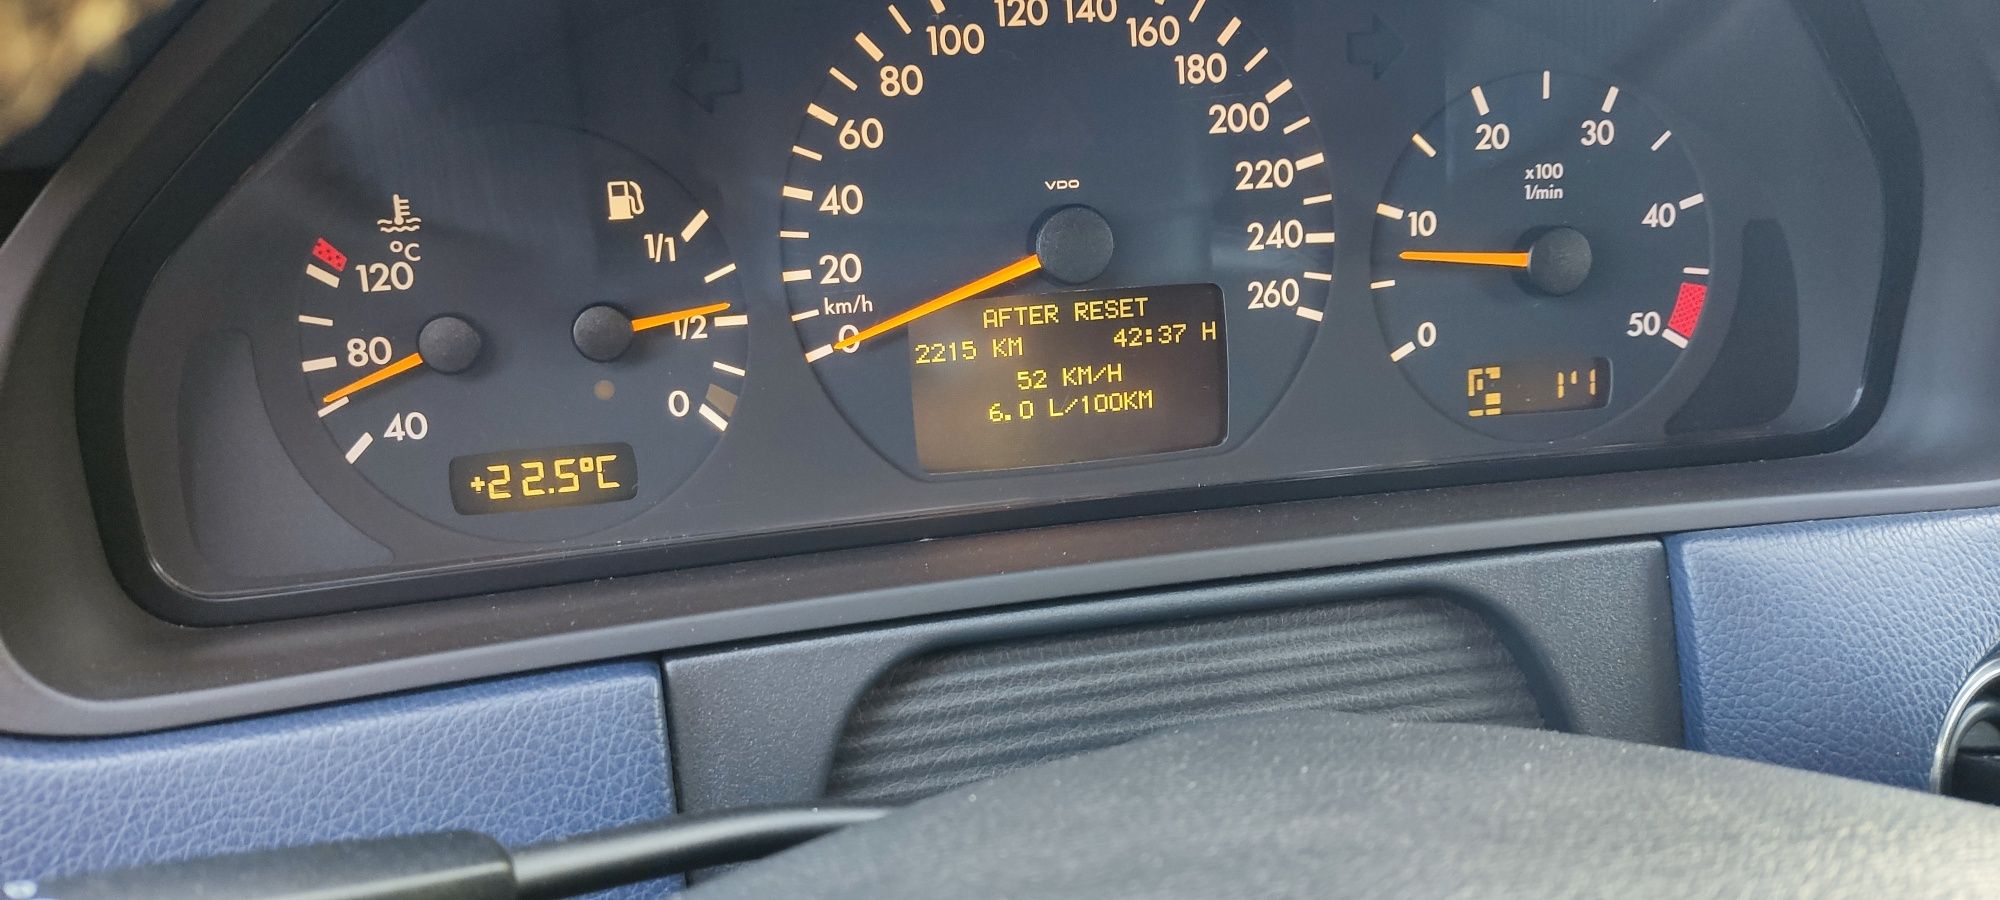 °C
120
80
40
+22.5°C
1/1
1/2
0
120 140
100 160
80 180
60 200
40 220
20 240
km/h 260
0
VDO
AFTER RESET
2215 KM 42:37 H
52 KM/H
6.0 L/100KM
20 30
x100
1/min
10 40
0 50